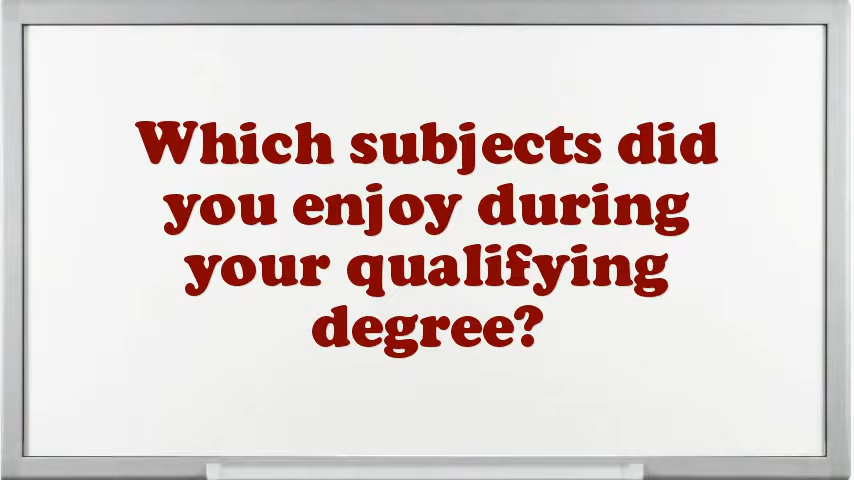 Which subjects did
you enjoy during
your qualifying
degree?